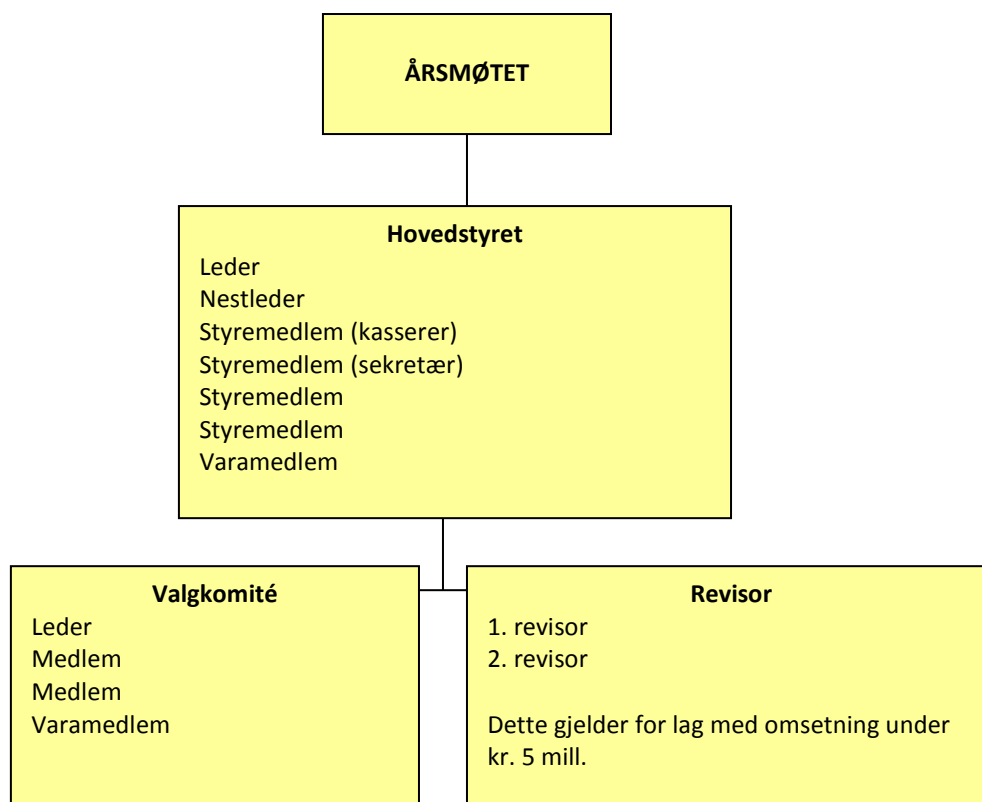 ÅRSMØTET
Hovedstyret
Leder
Nestleder
Styremedlem (kasserer)
Styremedlem (sekretær)
Styremedlem
Styremedlem
Varamedlem
Valgkomité
Leder
Medlem
Medlem
Varamedlem
Revisor
1. revisor
2. revisor
Dette gjelder for lag med omsetning under
kr. 5 mill.